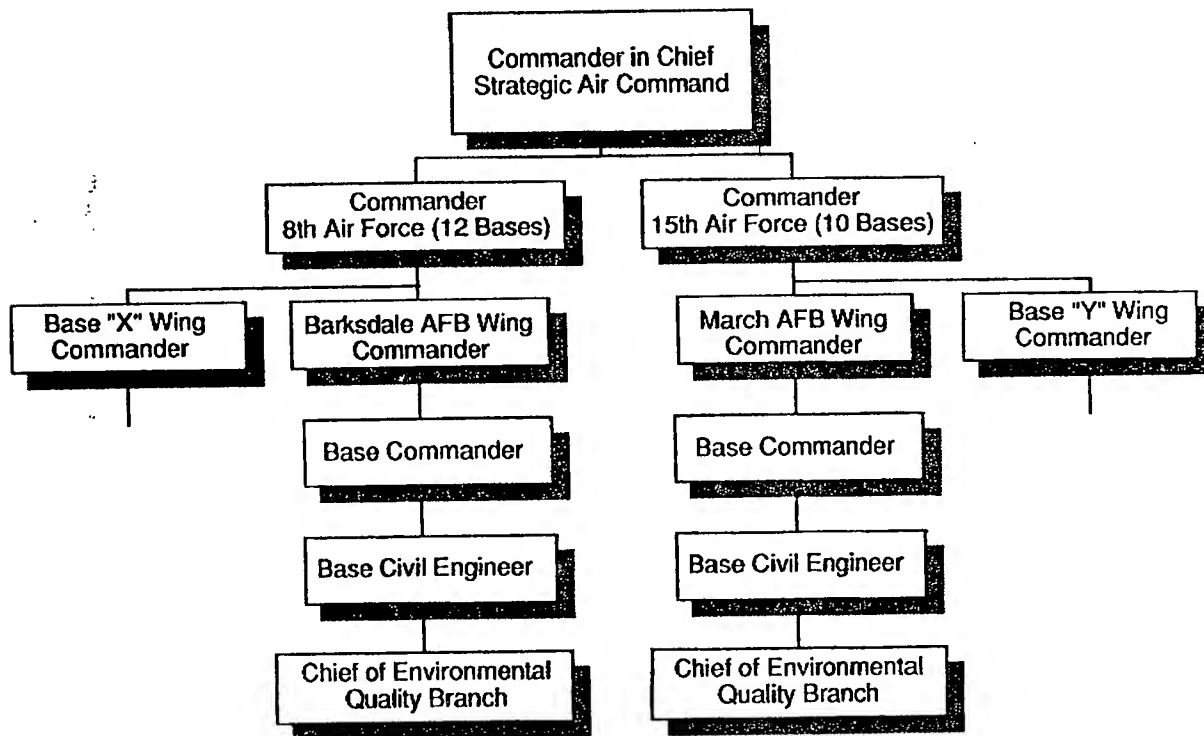 Commander in Chief
Strategic Air Command
Commander
8th Air Force (12 Bases)
Commander
15th Air Force (10 Bases)
Base "X" Wing
Commander
Barksdale AFB Wing
Commander
March AFB Wing
Commander
Base "Y" Wing
Commander
Base Commander
Base Commander
Base Civil Engineer
Base Civil Engineer
Chief of Environmental
Quality Branch
Chief of Environmental
Quality Branch